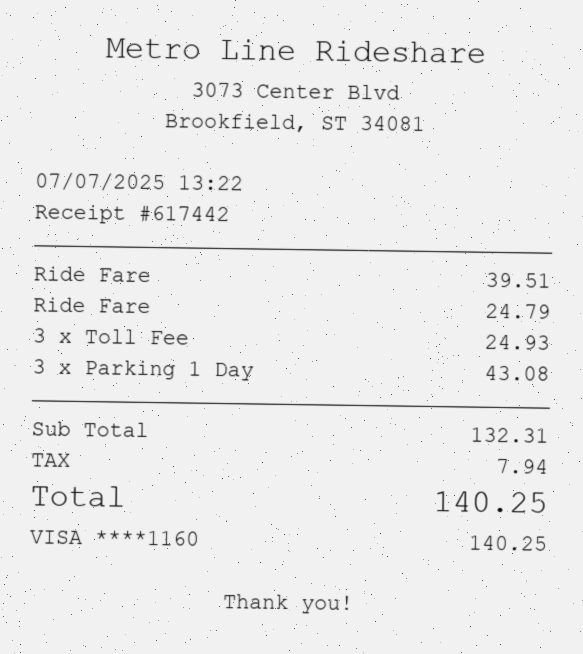 Metro Line Rideshare
3073 Center Blvd
Brookfield, ST 34081
07/07/2025 13:22
Receipt #617442
Ride Fare 39.51
Ride Fare 24.79
3 x Toll Fee 24.93
3 x Parking 1 Day 43.08
Sub Total 132.31
TAX 7.94
Total 140.25
VISA ****1160 140.25
Thank you!